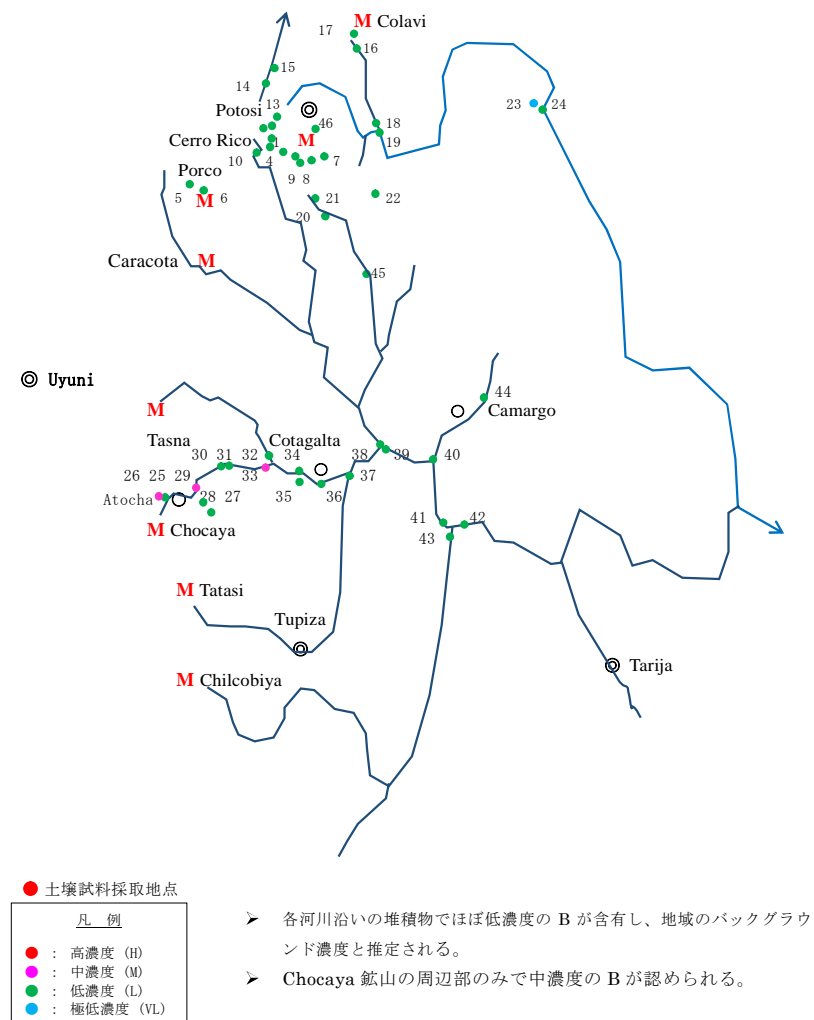 17 M Colavi
16
15
14
Potosi 13
46
18
23 24
Cerro Rico 1 M
19
10 4 7
Porco 9 8
5 M 6
21 22
20
Caracota M
45
Uyuni
M
44
Camargo
Tasna Cotagalta
30 31 32 34 38 39 40
26 25 29 33 37
Atocha 28 27 35 36
M Chocaya
41 42
43
M Tatasi
Tupiza
Tarija
M Chilcobiya
土壌試料採取地点
凡 例
: 高濃度 (H)
: 中濃度 (M)
: 低濃度 (L)
: 極低濃度 (VL)
➢ 各河川沿いの堆積物でほぼ低濃度の B が含有し、地域のバックグラウ
ンド濃度と推定される。
➢ Chocaya 鉱山の周辺部のみで中濃度の B が認められる。